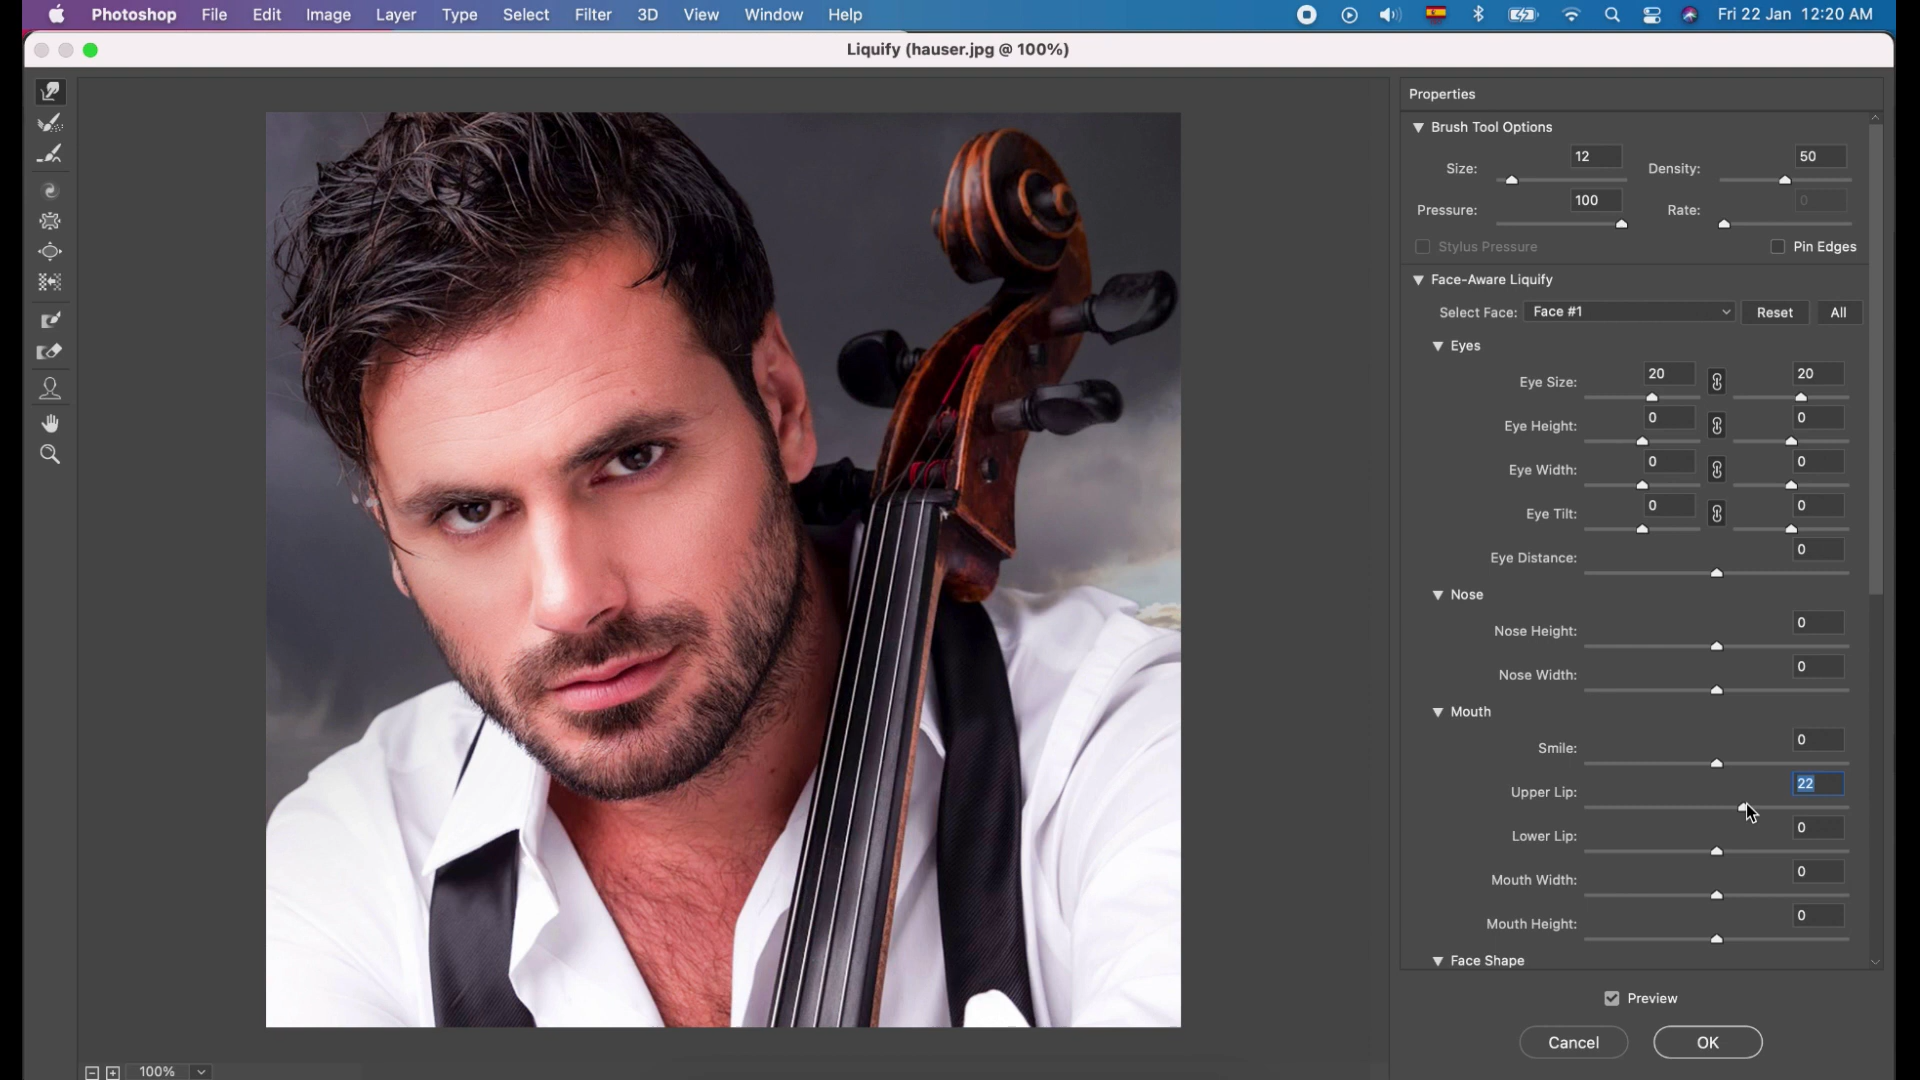 Photoshop File Edit Image Layer Type Select Filter 3D View Window Help Fri 22 Jan 12:20 AM
Liquify (hauser.jpg @ 100%)
Properties
Brush Tool Options
Size: 12 Density: 50
Pressure: 100 Rate: 0
Stylus Pressure Pin Edges
Face-Aware Liquify
Select Face: Face #1 Reset All
Eyes
Eye Size: 20 20
Eye Height: 0 0
Eye Width: 0 0
Eye Tilt: 0 0
Eye Distance: 0
Nose
Nose Height: 0
Nose Width: 0
Mouth
Smile: 0
Upper Lip: 22
Lower Lip: 0
Mouth Width: 0
Mouth Height: 0
Face Shape
Preview
Cancel OK
100%